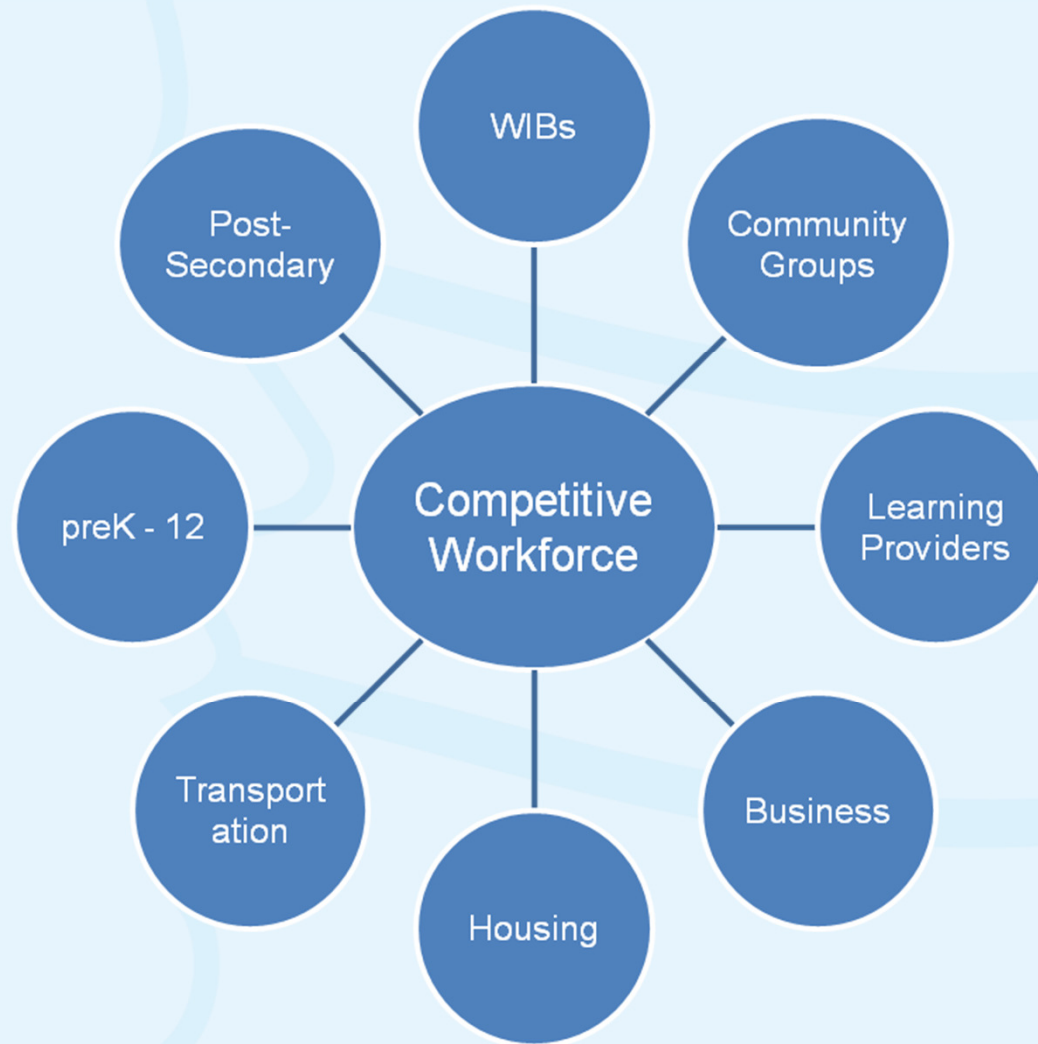 WIBs
Post-
Secondary
Community
Groups
preK - 12
Competitive
Workforce
Learning
Providers
Transport
ation
Business
Housing